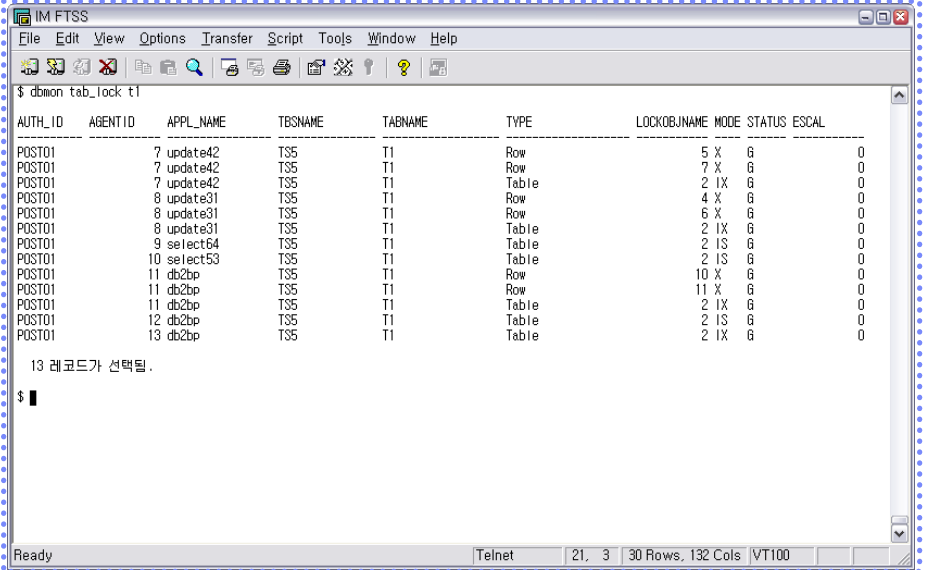 IM FTSS
File Edit View Options Transfer Script Tools Window Help
$ dbmon tab_lock t1
AUTH_ID AGENTID APPL_NAME TBSNAME TABNAME TYPE LOCKOBJNAME MODE STATUS ESCAL
POST01 7 update42 TS5 T1 Row 5 X G 0
POST01 7 update42 TS5 T1 Row 7 X G 0
POST01 7 update42 TS5 T1 Table 2 IX G 0
POST01 8 update31 TS5 T1 Row 4 X G 0
POST01 8 update31 TS5 T1 Row 6 X G 0
POST01 8 update31 TS5 T1 Table 2 IX G 0
POST01 9 select64 TS5 T1 Table 2 IS G 0
POST01 10 select53 TS5 T1 Table 2 IS G 0
POST01 11 db2bp TS5 T1 Row 10 X G 0
POST01 11 db2bp TS5 T1 Row 11 X G 0
POST01 11 db2bp TS5 T1 Table 2 IX G 0
POST01 12 db2bp TS5 T1 Table 2 IS G 0
POST01 13 db2bp TS5 T1 Table 2 IX G 0
13 레코드가 선택됨.
$
Ready Telnet 21, 3 30 Rows, 132 Cols VT100